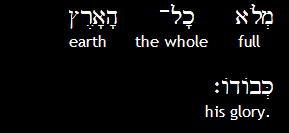 מְלֹא כָל־ הָאָרֶץ
full the whole earth
כְּבוֹדוֹ׃
his glory.